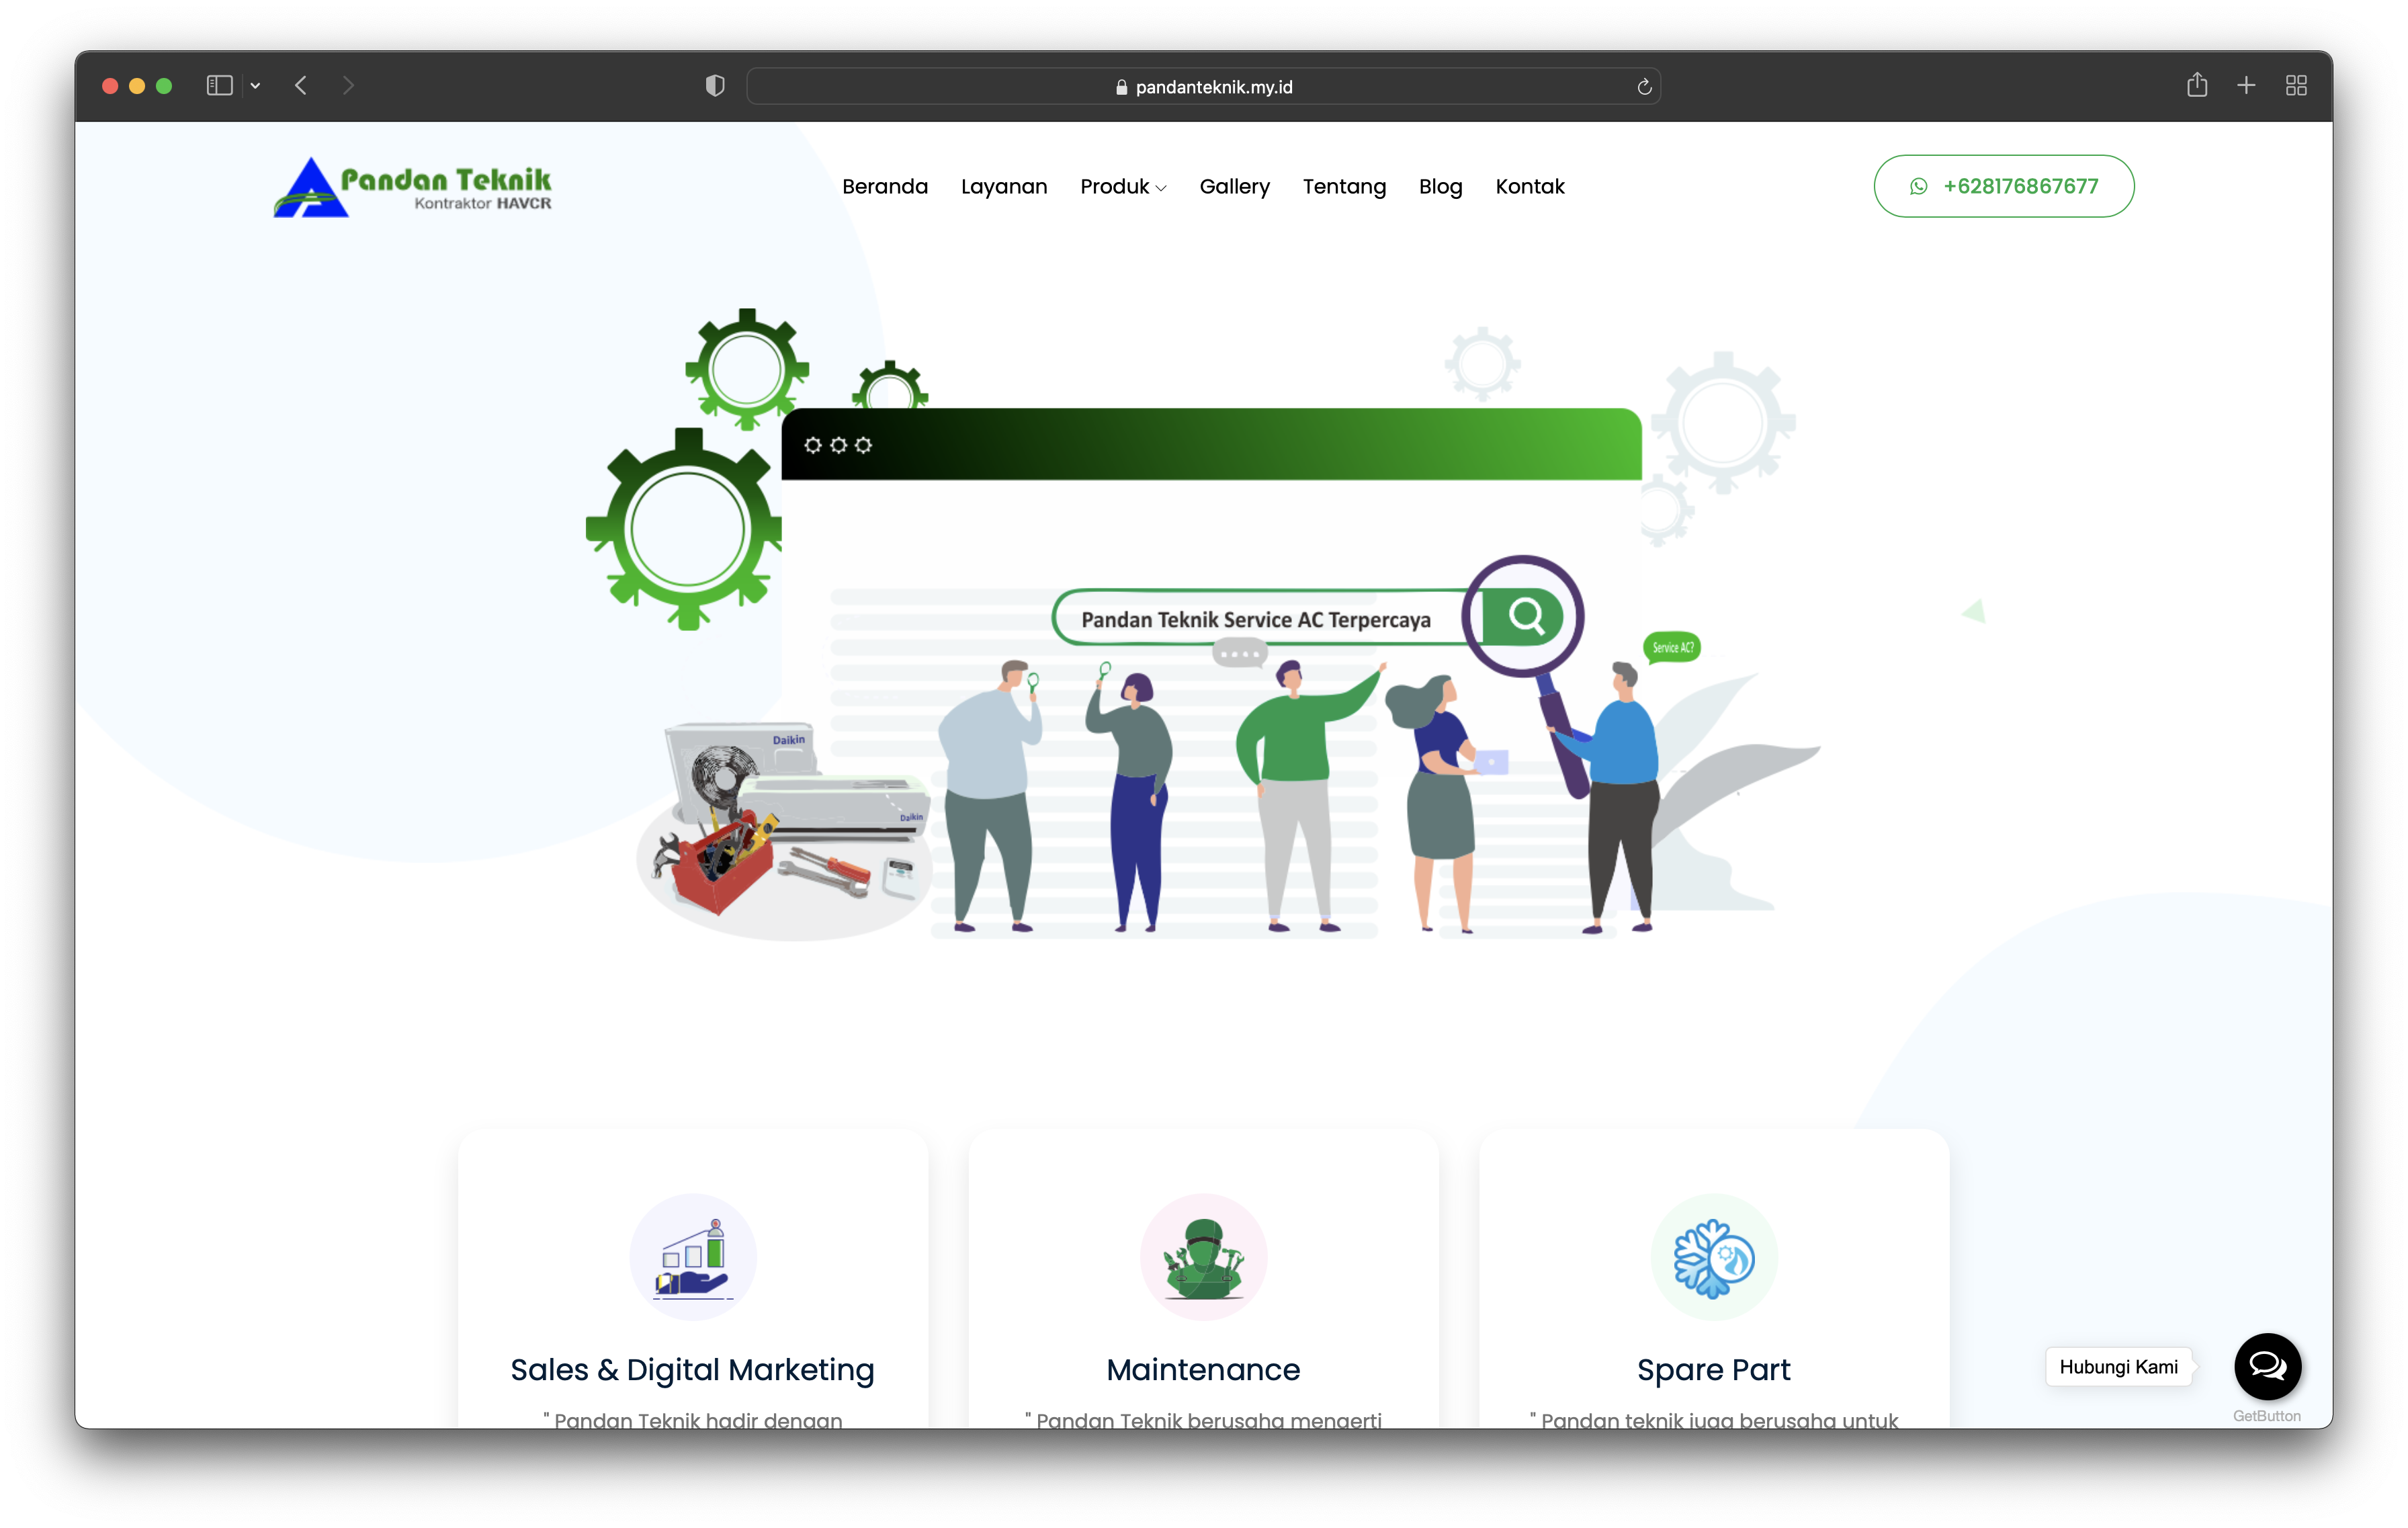 pandanteknik.my.id
Pandan Teknik
Kontraktor HAVCR
Beranda Layanan Produk Gallery Tentang Blog Kontak
+628176867677
Pandan Teknik Service AC Terpercaya
Service AC?
Daikin
Daikin
Sales & Digital Marketing
" Pandan Teknik hadir dengan
Maintenance
" Pandan Teknik berusaha mengerti
Spare Part
" Pandan teknik juga berusaha untuk
Hubungi Kami
GetButton